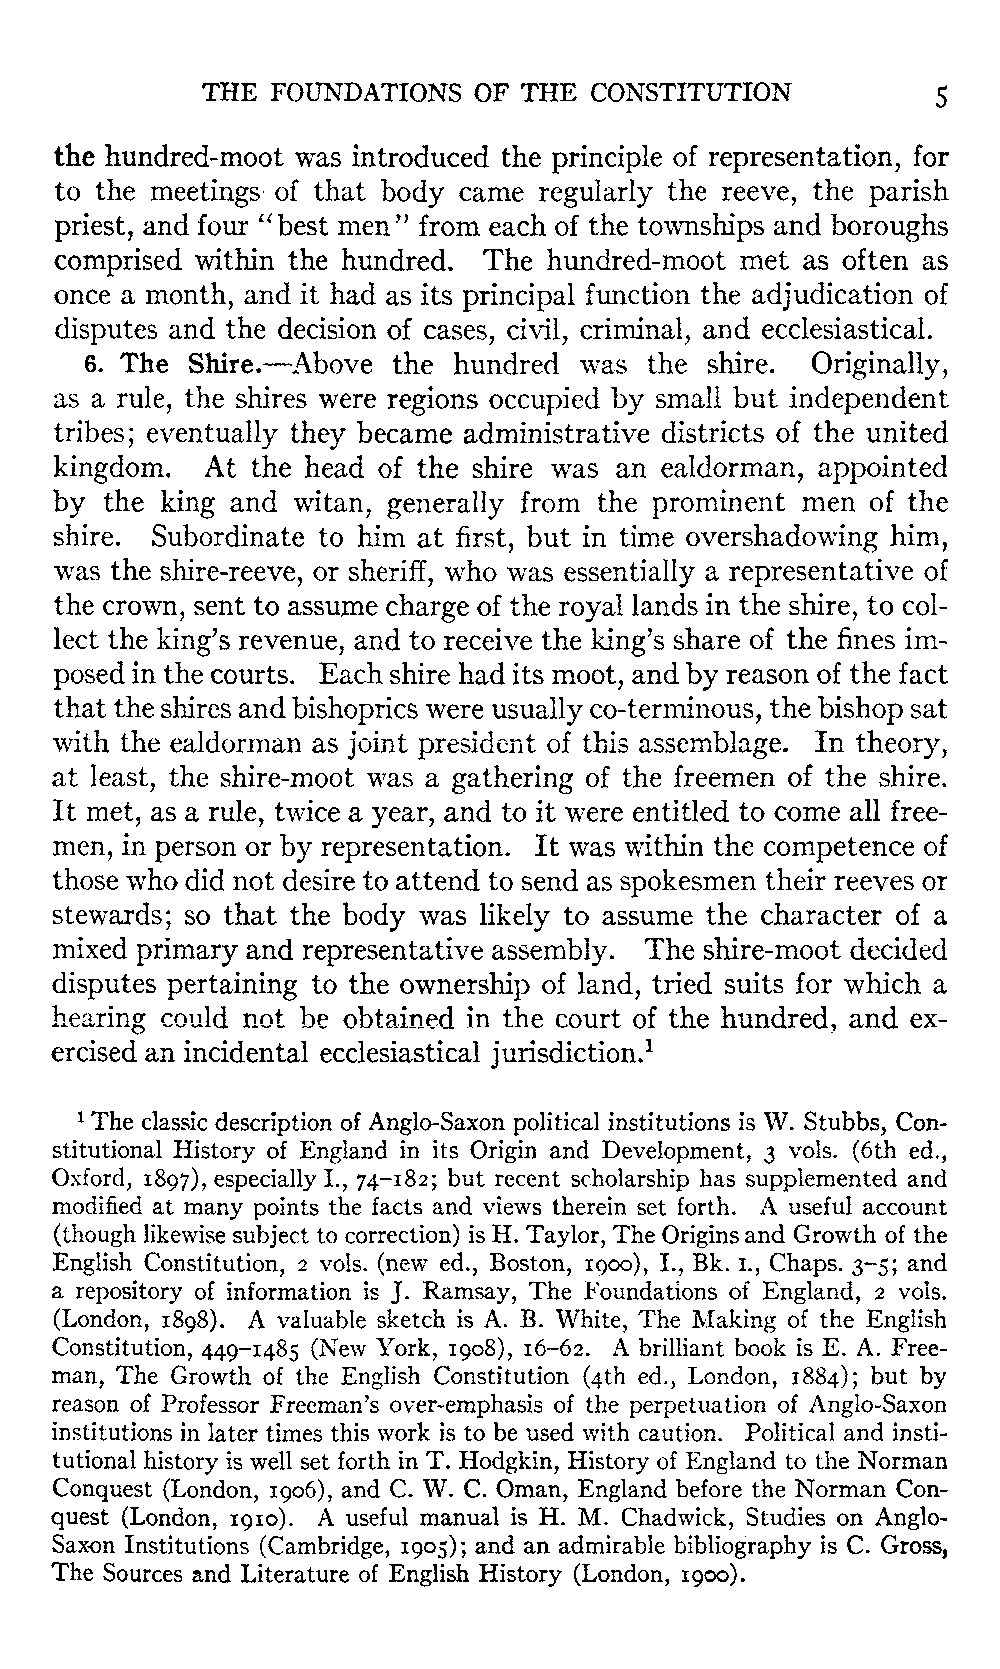 THE FOUNDATIONS OF THE CONSTITUTION 5
the hundred-moot was introduced the principle of representation, for
to the meetings of that body came regularly the reeve, the parish
priest, and four "best men" from each of the townships and boroughs
comprised within the hundred. The hundred-moot met as often as
once a month, and it had as its principal function the adjudication of
disputes and the decision of cases, civil, criminal, and ecclesiastical.
6. The Shire.—Above the hundred was the shire. Originally,
as a rule, the shires were regions occupied by small but independent
tribes; eventually they became administrative districts of the united
kingdom. At the head of the shire was an ealdorman, appointed
by the king and witan, generally from the prominent men of the
shire. Subordinate to him at first, but in time overshadowing him,
was the shire-reeve, or sheriff, who was essentially a representative of
the crown, sent to assume charge of the royal lands in the shire, to col-
lect the king's revenue, and to receive the king's share of the fines im-
posed in the courts. Each shire had its moot, and by reason of the fact
that the shires and bishoprics were usually co-terminous, the bishop sat
with the ealdorman as joint president of this assemblage. In theory,
at least, the shire-moot was a gathering of the freemen of the shire.
It met, as a rule, twice a year, and to it were entitled to come all free-
men, in person or by representation. It was within the competence of
those who did not desire to attend to send as spokesmen their reeves or
stewards; so that the body was likely to assume the character of a
mixed primary and representative assembly. The shire-moot decided
disputes pertaining to the ownership of land, tried suits for which a
hearing could not be obtained in the court of the hundred, and ex-
ercised an incidental ecclesiastical jurisdiction.¹
¹ The classic description of Anglo-Saxon political institutions is W. Stubbs, Con-
stitutional History of England in its Origin and Development, 3 vols. (6th ed.,
Oxford, 1897), especially I., 74–182; but recent scholarship has supplemented and
modified at many points the facts and views therein set forth. A useful account
(though likewise subject to correction) is H. Taylor, The Origins and Growth of the
English Constitution, 2 vols. (new ed., Boston, 1900), I., Bk. 1., Chaps. 3–5; and
a repository of information is J. Ramsay, The Foundations of England, 2 vols.
(London, 1898). A valuable sketch is A. B. White, The Making of the English
Constitution, 449–1485 (New York, 1908), 16–62. A brilliant book is E. A. Free-
man, The Growth of the English Constitution (4th ed., London, 1884); but by
reason of Professor Freeman's over-emphasis of the perpetuation of Anglo-Saxon
institutions in later times this work is to be used with caution. Political and insti-
tutional history is well set forth in T. Hodgkin, History of England to the Norman
Conquest (London, 1906), and C. W. C. Oman, England before the Norman Con-
quest (London, 1910). A useful manual is H. M. Chadwick, Studies on Anglo-
Saxon Institutions (Cambridge, 1905); and an admirable bibliography is C. Gross,
The Sources and Literature of English History (London, 1900).